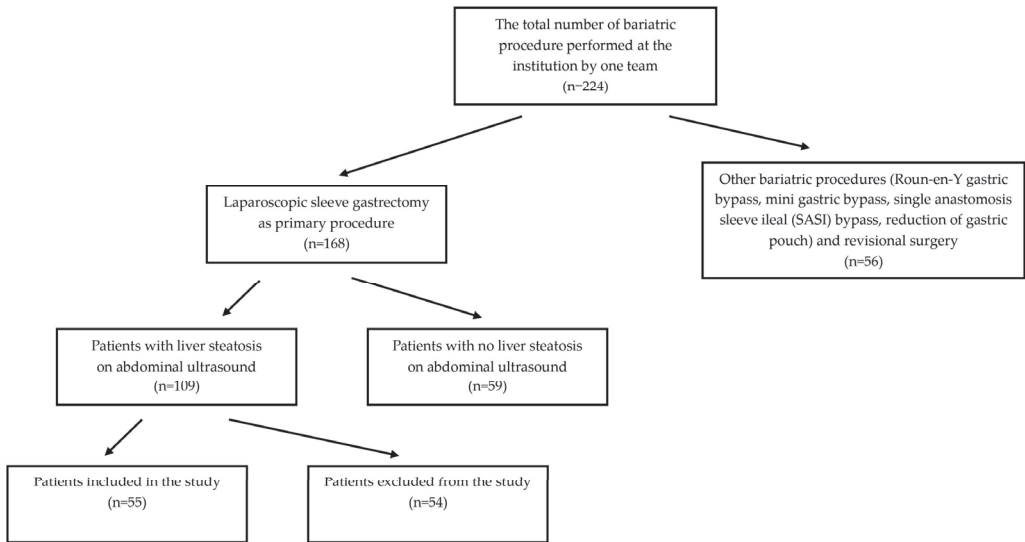 The total number of bariatric
procedure performed at the
institution by one team
(n=224)
Laparoscopic sleeve gastrectomy
as primary procedure
(n=168)
Other bariatric procedures (Roun-en-Y gastric
bypass, mini gastric bypass, single anastomosis
sleeve ileal (SASI) bypass, reduction of gastric
pouch) and revisional surgery
(n=56)
Patients with liver steatosis
on abdominal ultrasound
(n=109)
Patients with no liver steatosis
on abdominal ultrasound
(n=59)
Patients included in the study
(n=55)
Patients excluded from the study
(n=54)